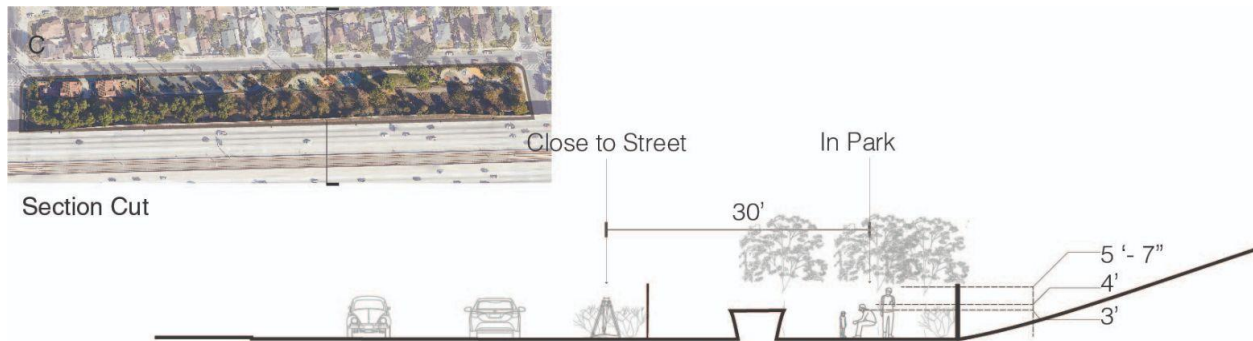 C
Section Cut
Close to Street
In Park
30’
5 ‘- 7”
4’
3’